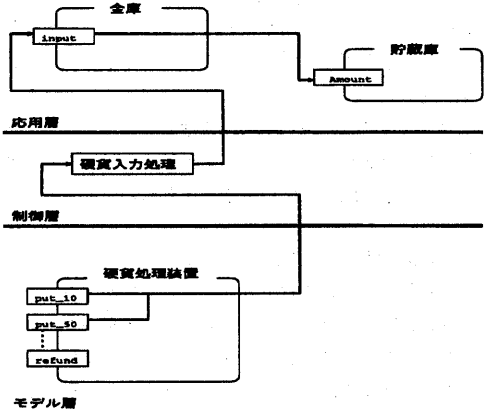 金庫
input
貯蔵庫
Amount
応用層
硬貨入力処理
制御層
硬貨処理装置
put_10
put_50
refund
モデル層